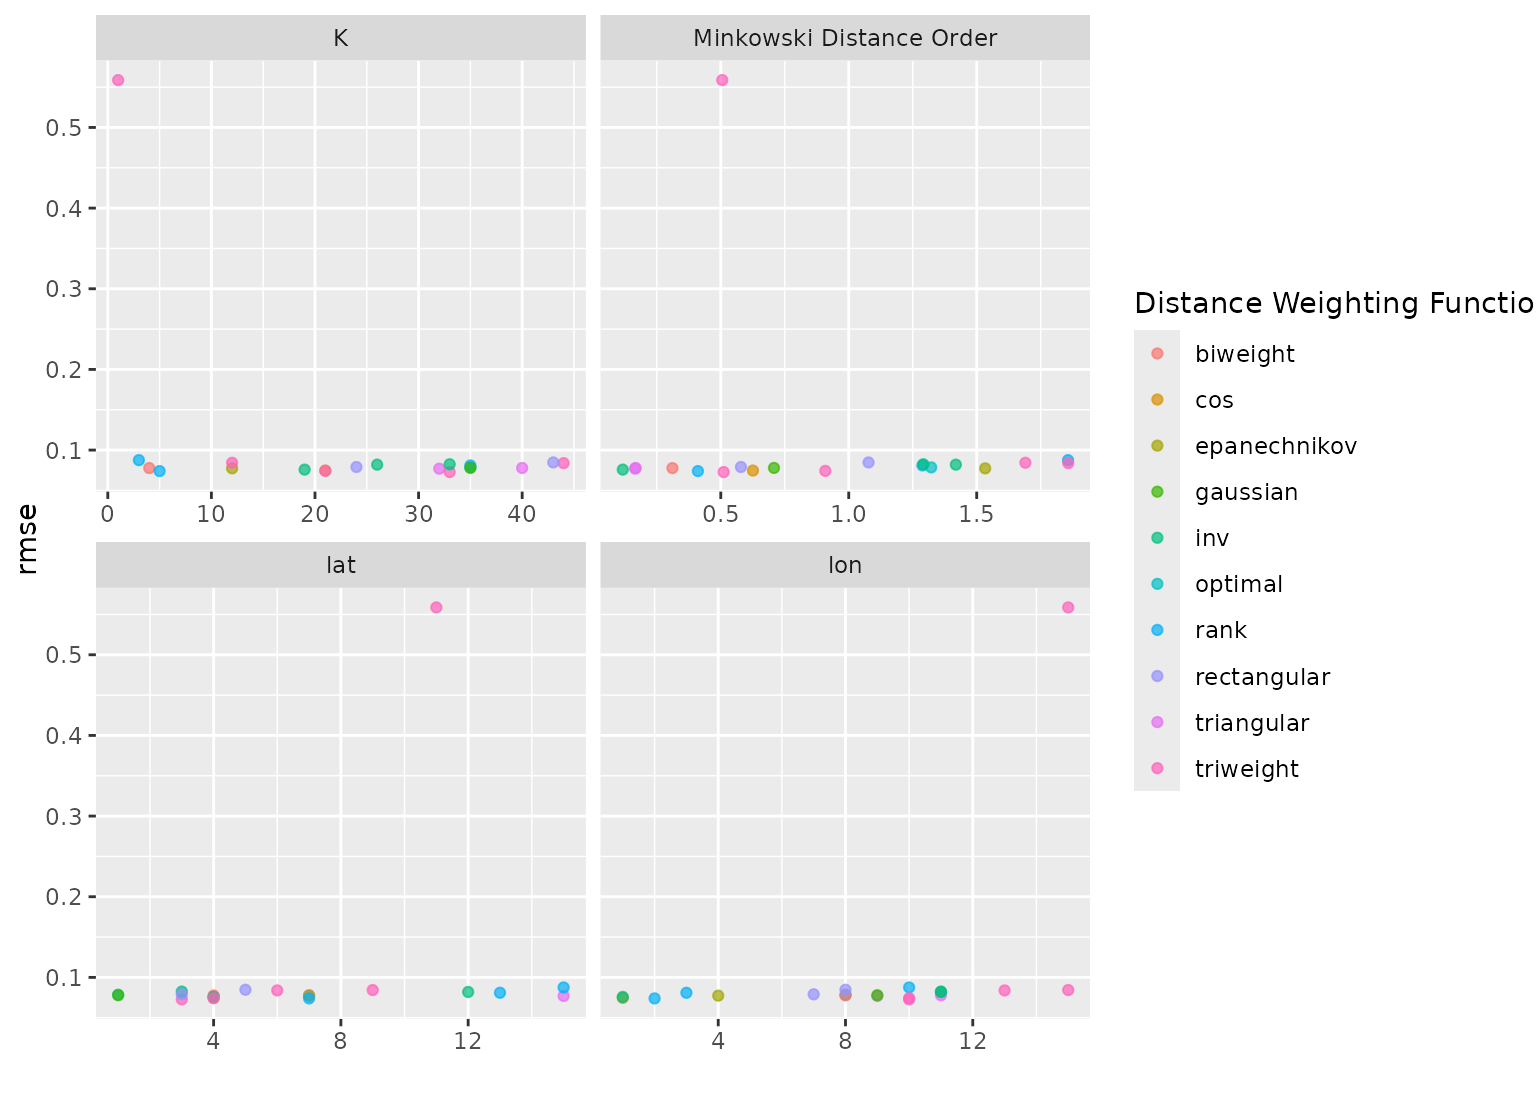 K
Minkowski Distance Order
0.5
0.4
0.3
0.2
0.1
0 10 20 30 40
0.5 1.0 1.5
lat
lon
0.5
0.4
0.3
0.2
0.1
4 8 12
4 8 12
rmse
Distance Weighting Functio
biweight
cos
epanechnikov
gaussian
inv
optimal
rank
rectangular
triangular
triweight